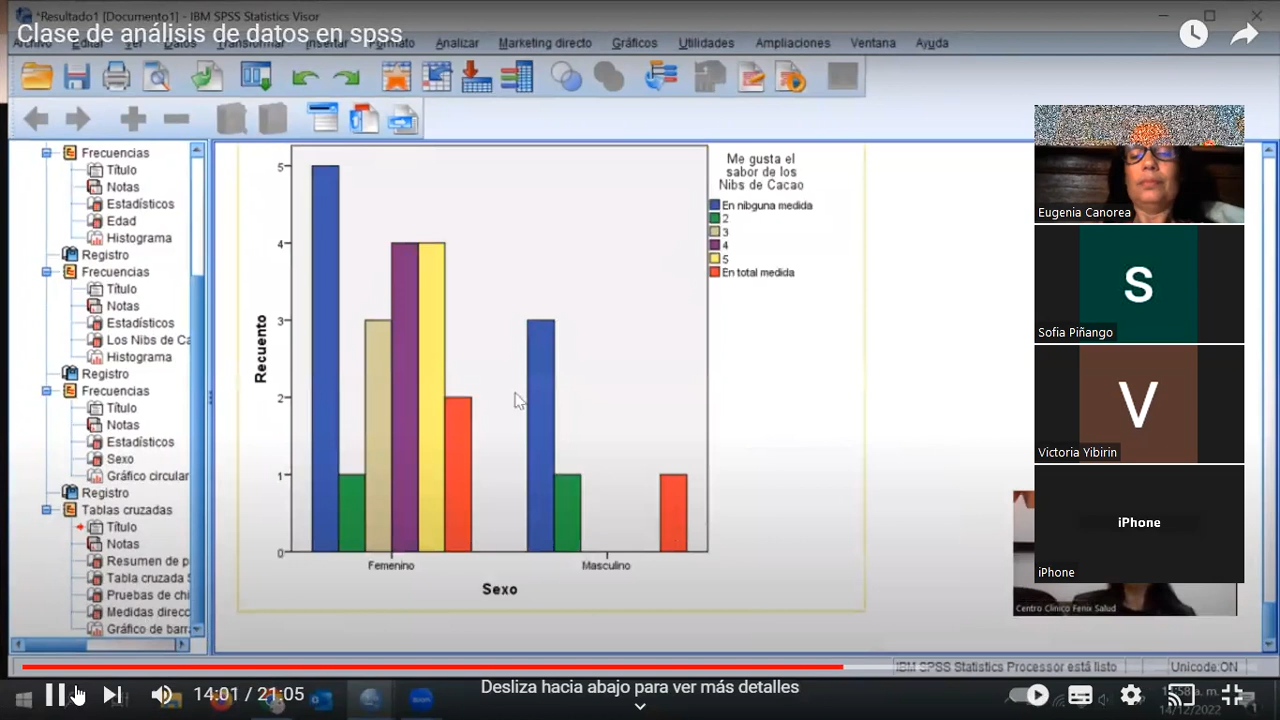 *Resultado1 [Documento1] - IBM SPSS Statistics Visor
Clase de análisis de datos en spss
Archivo Editar Ver Datos Transformar Insertar Formato Analizar Marketing directo Gráficos Utilidades Ampliaciones Ventana Ayuda
Frecuencias
Título
Notas
Estadísticos
Edad
Histograma
Registro
Frecuencias
Título
Notas
Estadísticos
Los Nibs de Ca
Histograma
Registro
Frecuencias
Título
Notas
Estadísticos
Sexo
Gráfico circular
Registro
Tablas cruzadas
Título
Notas
Resumen de p
Tabla cruzada S
Pruebas de chi
Medidas direcc
Gráfico de barr
Recuento
5
4
3
2
1
0
Femenino
Masculino
Sexo
Me gusta el
sabor de los
Nibs de Cacao
En nibguna medida
2
3
4
5
En total medida
Eugenia Canorea
S
Sofia Piñango
V
Victoria Yibirin
iPhone
iPhone
Centro Clinico Fenix Salud
IBM SPSS Statistics Processor está listo
Unicode:ON
14:01 / 21:05
Desliza hacia abajo para ver más detalles
14/12/2022